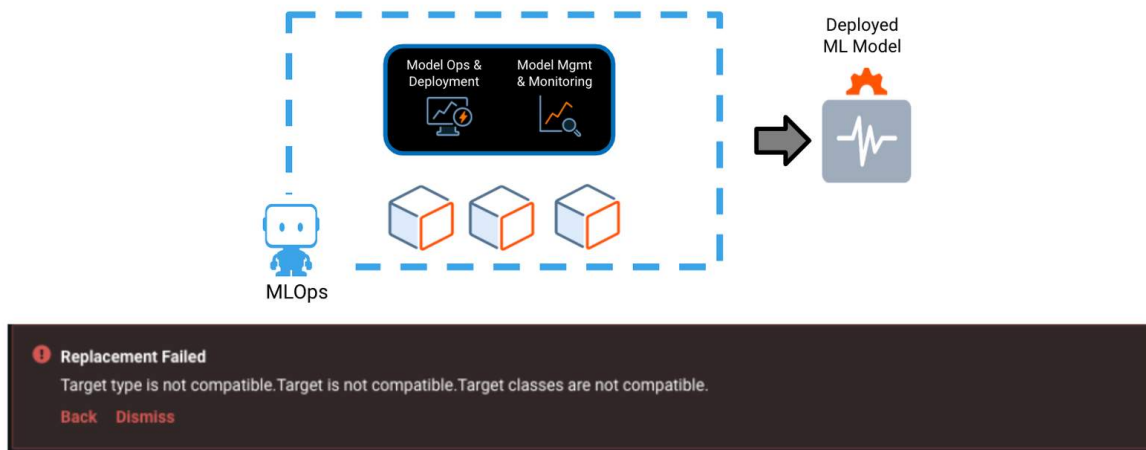 Model Ops &
Deployment
Model Mgmt
& Monitoring
Deployed
ML Model
MLOps
Replacement Failed
Target type is not compatible.Target is not compatible.Target classes are not compatible.
Back Dismiss